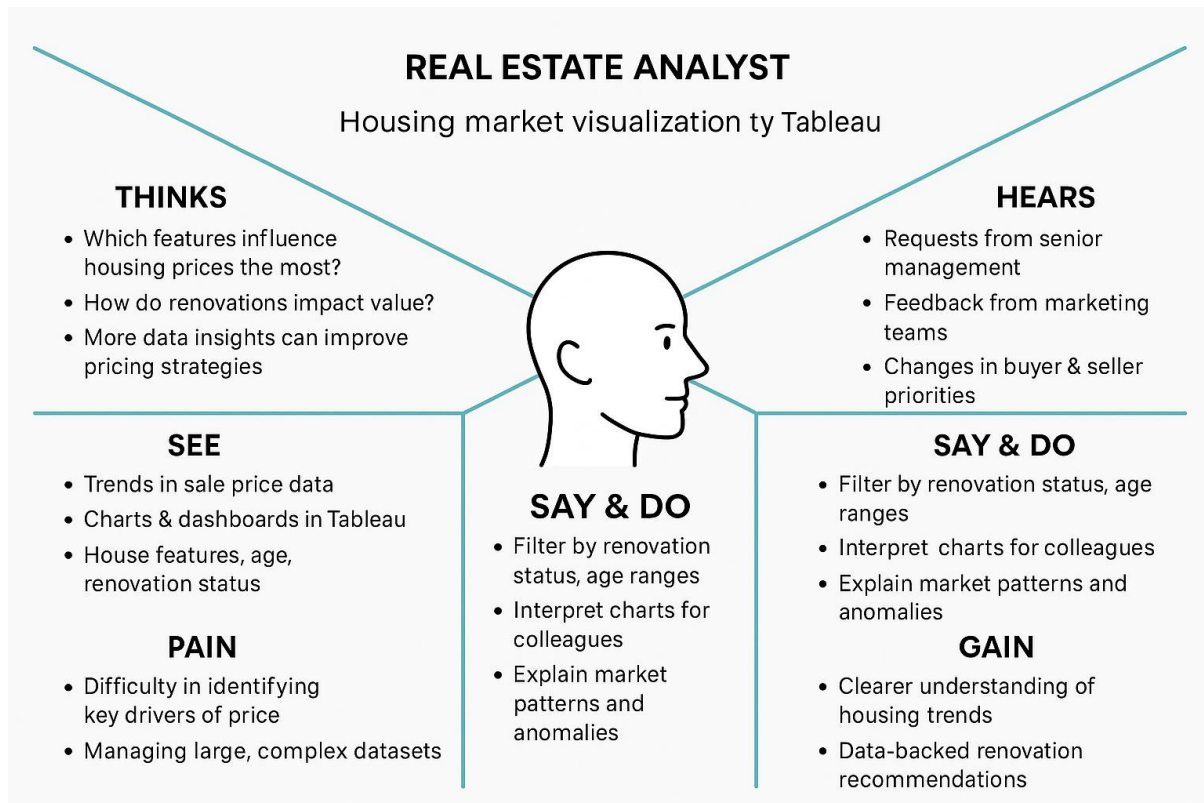 REAL ESTATE ANALYST
Housing market visualization ty Tableau
THINKS
• Which features influence
housing prices the most?
• How do renovations impact value?
• More data insights can improve
pricing strategies
HEARS
• Requests from senior
management
• Feedback from marketing
teams
• Changes in buyer & seller
priorities
SEE
• Trends in sale price data
• Charts & dashboards in Tableau
• House features, age,
renovation status
PAIN
• Difficulty in identifying
key drivers of price
• Managing large, complex datasets
SAY & DO
• Filter by renovation
status, age ranges
• Interpret charts for
colleagues
• Explain market
patterns and
anomalies
SAY & DO
• Filter by renovation status, age
ranges
• Interpret charts for colleagues
• Explain market patterns and
anomalies
GAIN
• Clearer understanding of
housing trends
• Data-backed renovation
recommendations